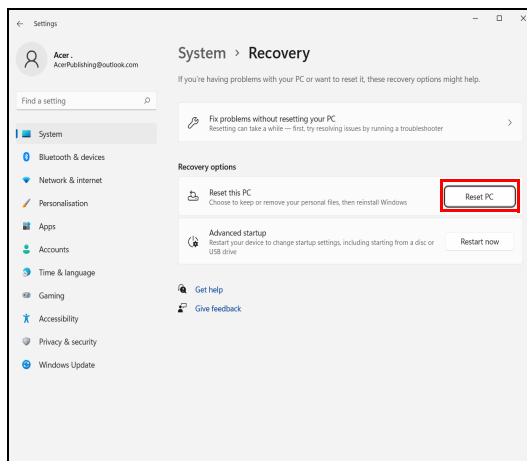 Settings
Acer .
AcerPublishing@outlook.com
Find a setting
System
Bluetooth & devices
Network & internet
Personalisation
Apps
Accounts
Time & language
Gaming
Accessibility
Privacy & security
Windows Update
System > Recovery
If you're having problems with your PC or want to reset it, these recovery options might help.
Fix problems without resetting your PC
Resetting can take a while — first, try resolving issues by running a troubleshooter
Recovery options
Reset this PC
Choose to keep or remove your personal files, then reinstall Windows
Reset PC
Advanced startup
Restart your device to change startup settings, including starting from a disc or
USB drive
Restart now
Get help
Give feedback